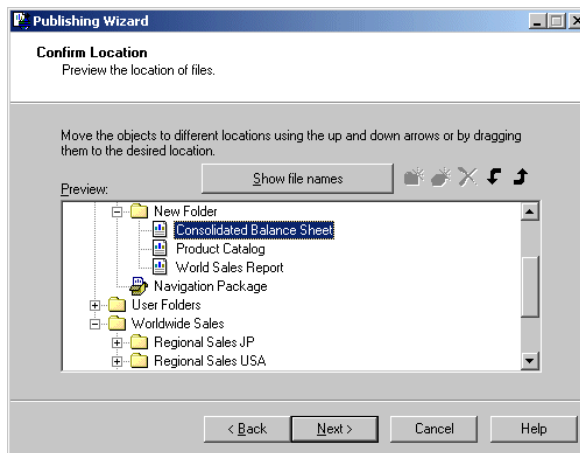 Publishing Wizard
Confirm Location
Preview the location of files.
Move the objects to different locations using the up and down arrows or by dragging
them to the desired location.
Show file names
Preview:
New Folder
Consolidated Balance Sheet
Product Catalog
World Sales Report
Navigation Package
User Folders
Worldwide Sales
Regional Sales JP
Regional Sales USA
< Back
Next >
Cancel
Help